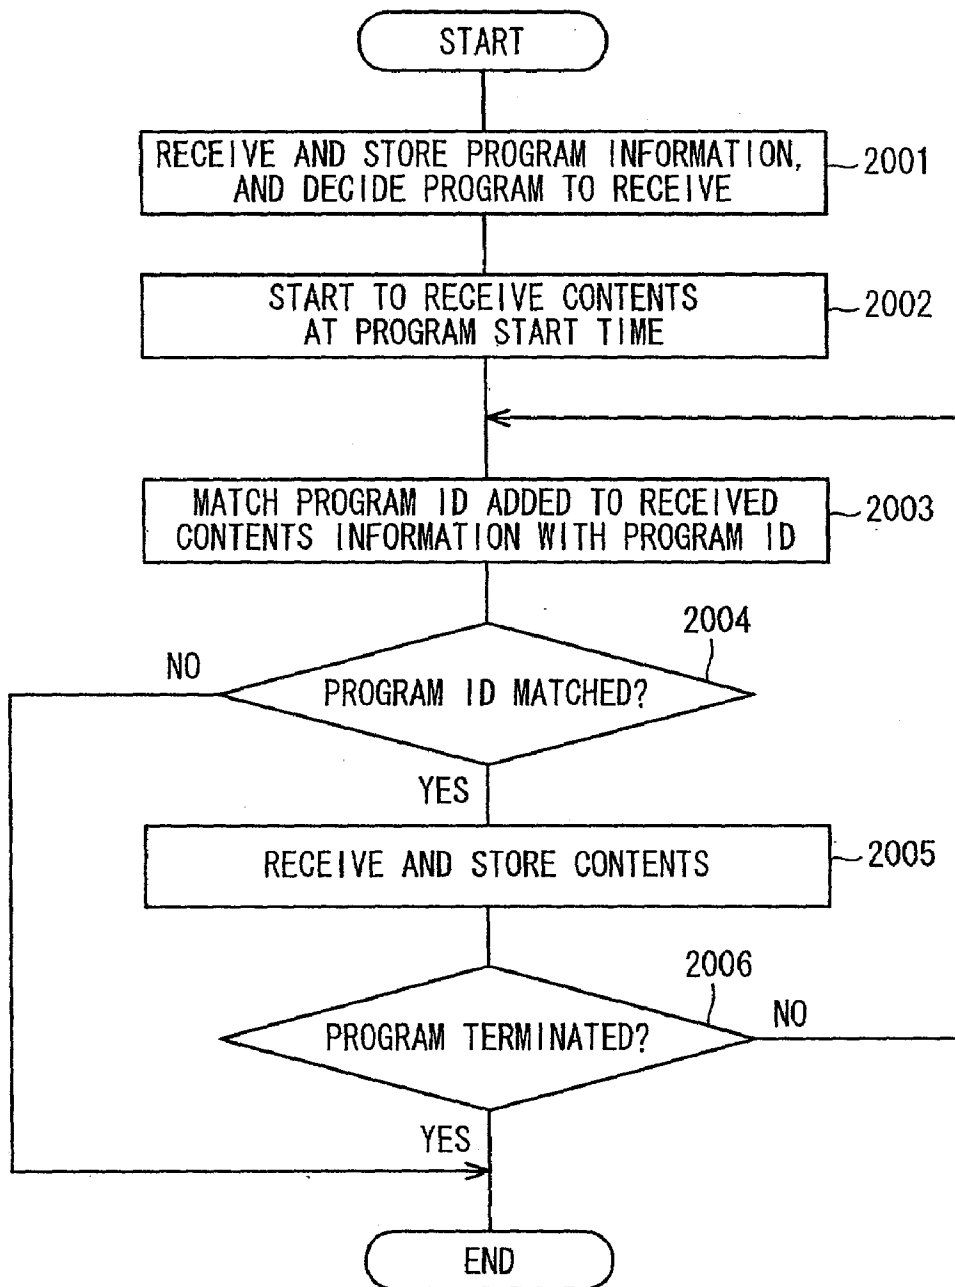 START
RECEIVE AND STORE PROGRAM INFORMATION,
AND DECIDE PROGRAM TO RECEIVE
2001
START TO RECEIVE CONTENTS
AT PROGRAM START TIME
2002
MATCH PROGRAM ID ADDED TO RECEIVED
CONTENTS INFORMATION WITH PROGRAM ID
2003
2004
NO
PROGRAM ID MATCHED?
YES
RECEIVE AND STORE CONTENTS
2005
2006
PROGRAM TERMINATED?
NO
YES
END